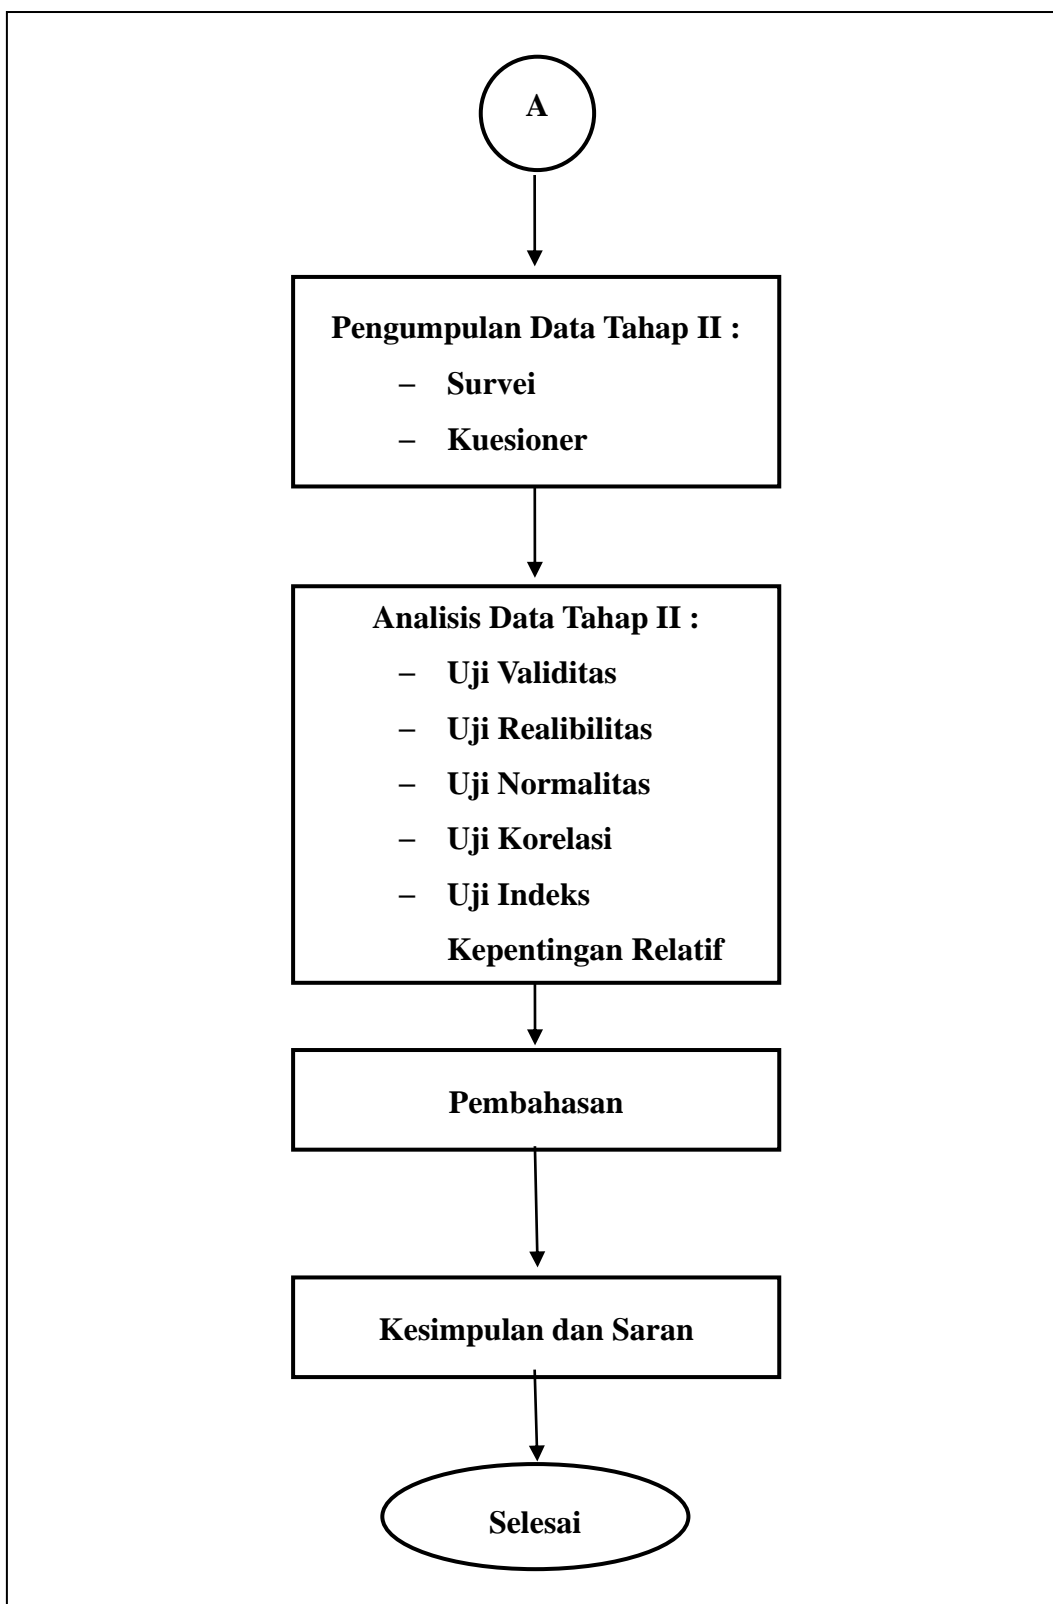 A
Pengumpulan Data Tahap II :
– Survei
– Kuesioner
Analisis Data Tahap II :
– Uji Validitas
– Uji Realibilitas
– Uji Normalitas
– Uji Korelasi
– Uji Indeks
Kepentingan Relatif
Pembahasan
Kesimpulan dan Saran
Selesai